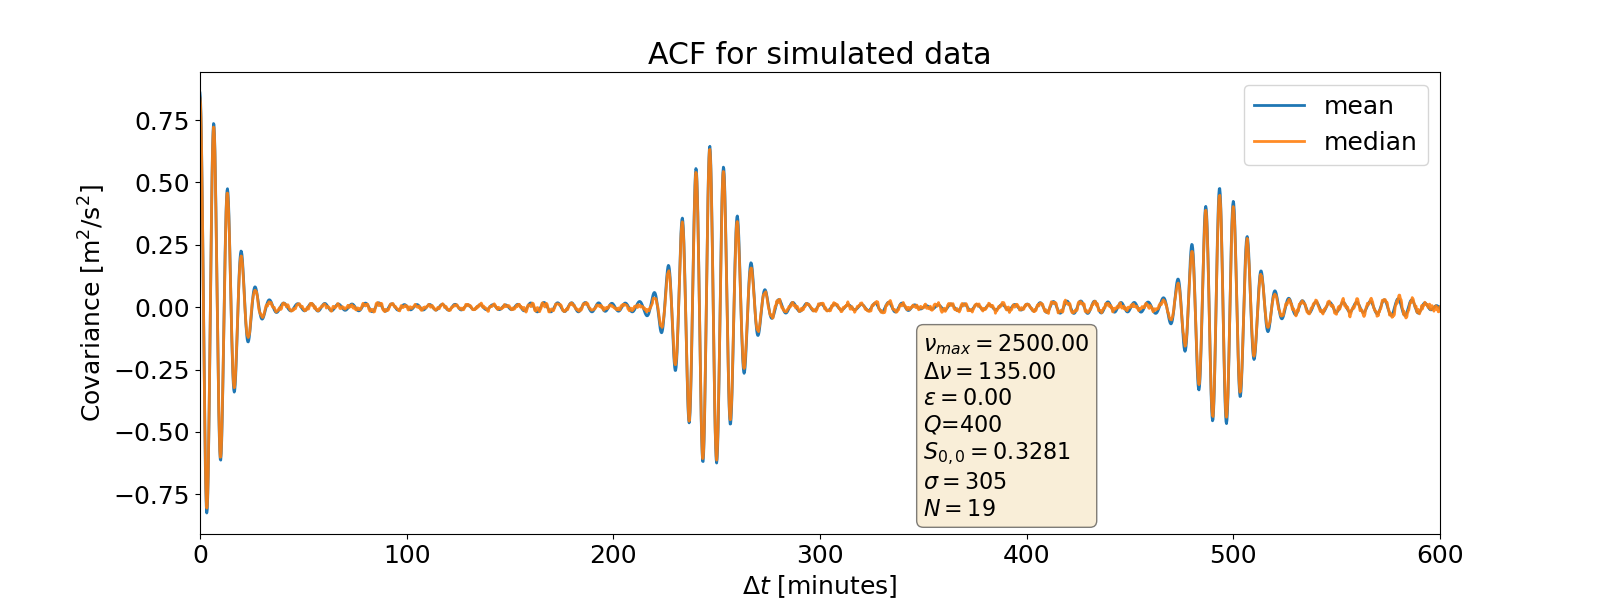 ACF for simulated data
mean
median
Covariance [m²/s²]
0.75
0.50
0.25
0.00
−0.25
−0.50
−0.75
ν_max = 2500.00
Δν = 135.00
ε = 0.00
Q=400
S_0,0 = 0.3281
σ = 305
N = 19
0 100 200 300 400 500 600
Δt [minutes]